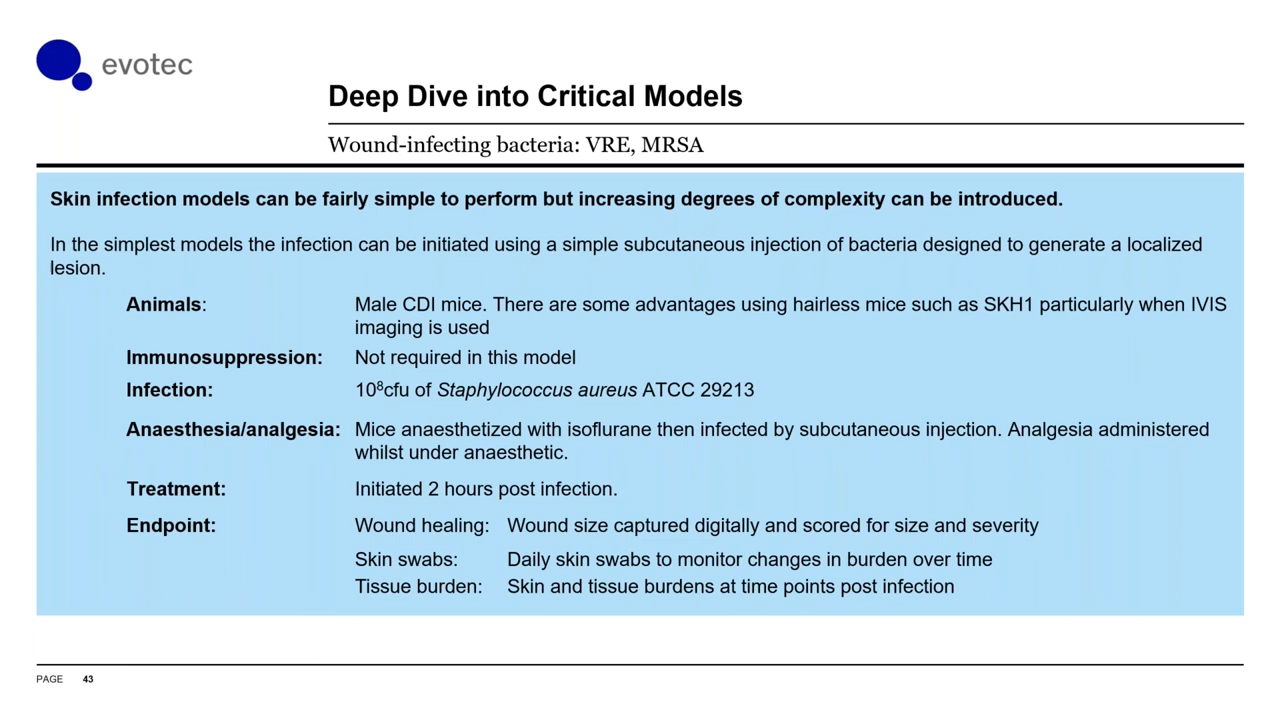 evotec
Deep Dive into Critical Models
Wound-infecting bacteria: VRE, MRSA
Skin infection models can be fairly simple to perform but increasing degrees of complexity can be introduced.
In the simplest models the infection can be initiated using a simple subcutaneous injection of bacteria designed to generate a localized
lesion.
Animals: Male CDI mice. There are some advantages using hairless mice such as SKH1 particularly when IVIS
imaging is used
Immunosuppression: Not required in this model
Infection: 10⁸cfu of Staphylococcus aureus ATCC 29213
Anaesthesia/analgesia: Mice anaesthetized with isoflurane then infected by subcutaneous injection. Analgesia administered
whilst under anaesthetic.
Treatment: Initiated 2 hours post infection.
Endpoint: Wound healing: Wound size captured digitally and scored for size and severity
Skin swabs: Daily skin swabs to monitor changes in burden over time
Tissue burden: Skin and tissue burdens at time points post infection
PAGE 43